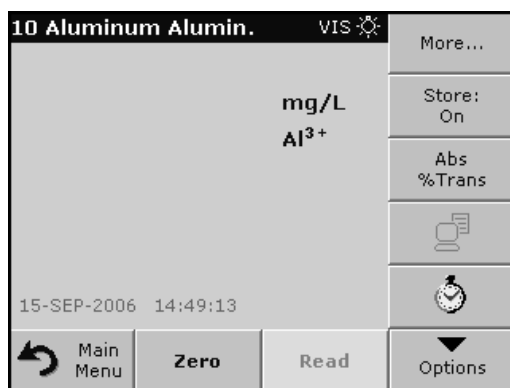 10 Aluminum Alumin. VIS
More...
mg/L
Al³⁺
Store:
On
Abs
%Trans
15-SEP-2006 14:49:13
Main
Menu
Zero
Read
Options